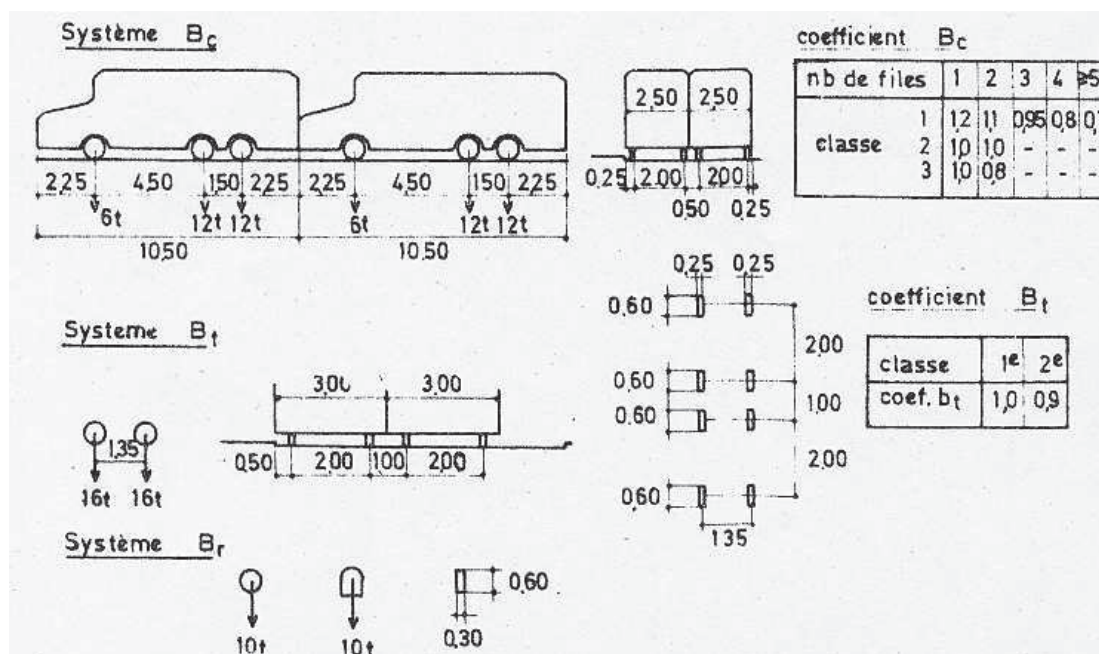 Système Bc
2,25 4,50 1,50 2,25 2,25 4,50 1,50 2,25
6t 12t 12t 6t 12t 12t
10,50 10,50
2,50 2,50
0,25 2,00 2,00
0,50 0,25
coefficient Bc
nb de files 1 2 3 4 ≥5
classe
1 1,2 1,1 0,95 0,8
2 1,0 1,0 - - -
3 1,0 0,8 - - -
Systeme Bt
1,35
16t 16t
3,00 3,00
0,50 2,00 1,00 2,00
0,25 0,25
0,60
2,00
0,60
1,00
0,60
2,00
0,60
1,35
coefficient Bt
classe 1e 2e
coef. bt 1,0 0,9
Système Br
10t 10t
0,60
0,30